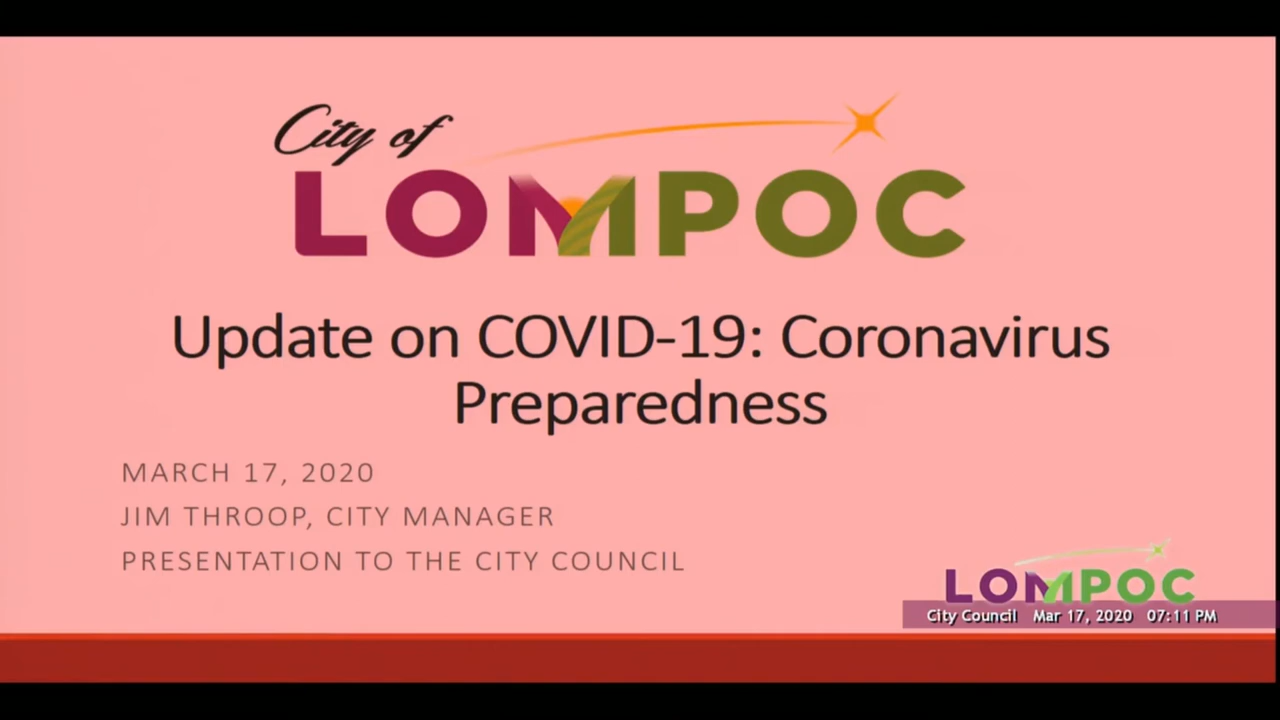 City of
LOMPOC
Update on COVID-19: Coronavirus
Preparedness
MARCH 17, 2020
JIM THROOP, CITY MANAGER
PRESENTATION TO THE CITY COUNCIL
LOMPOC
City Council Mar 17, 2020 07:11 PM